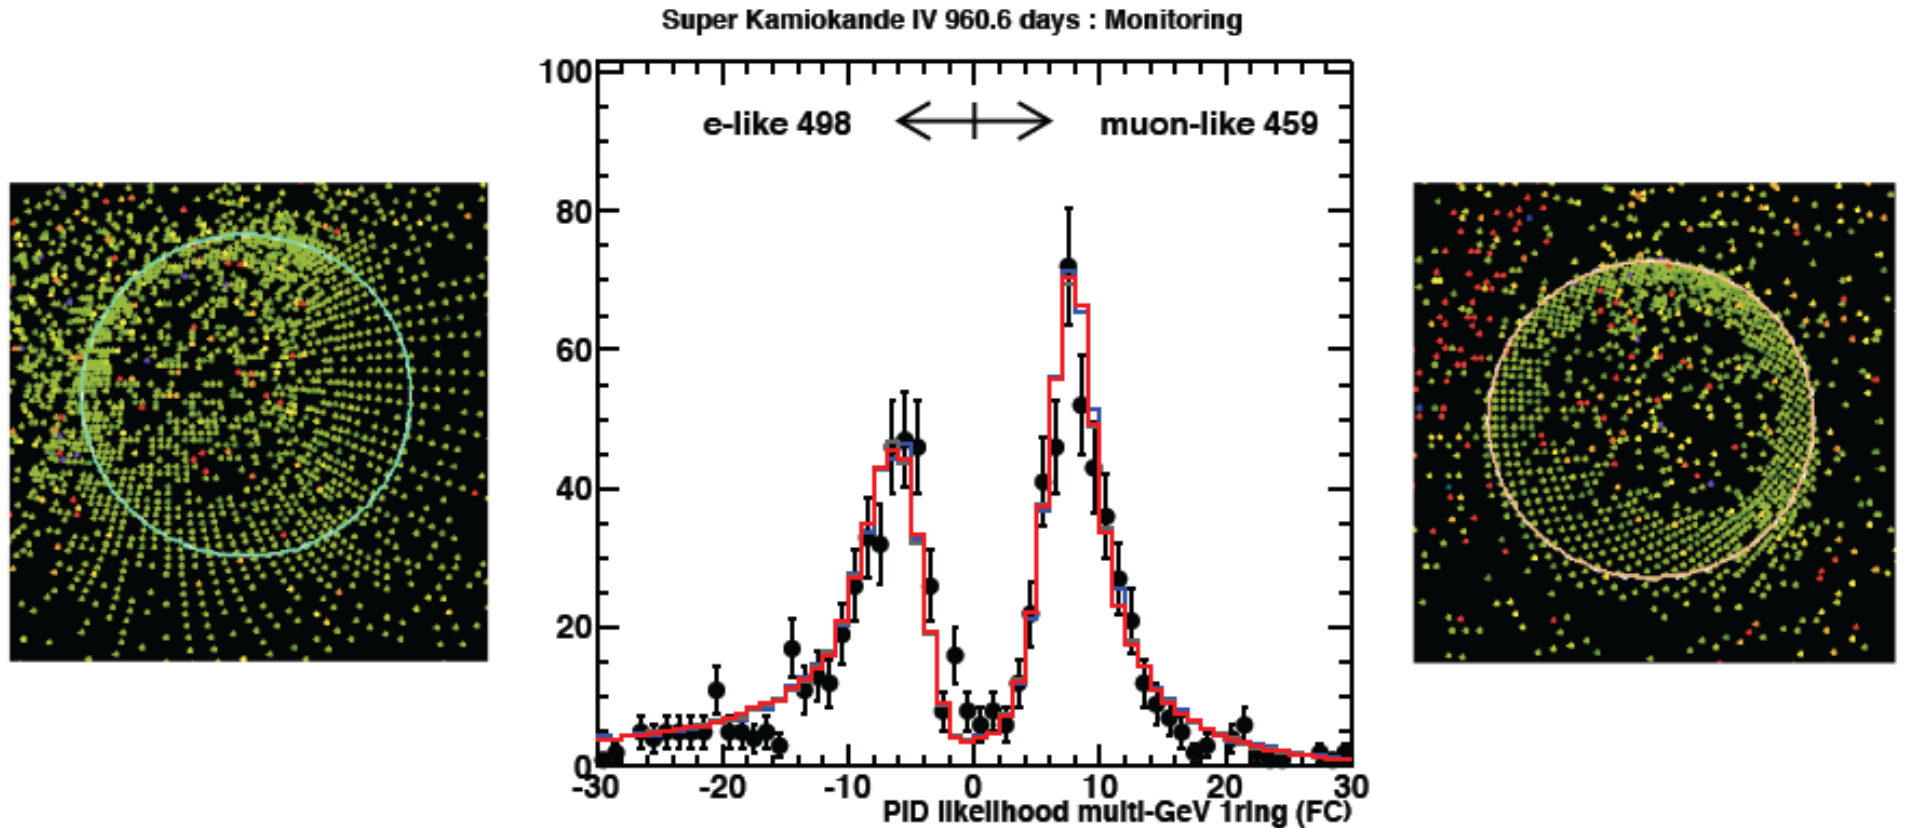 Super Kamiokande IV 960.6 days : Monitoring
100
e-like 498
muon-like 459
80
60
40
20
0
-30 -20 -10 0 10 20 30
PID likelihood multi-GeV 1ring (FC)